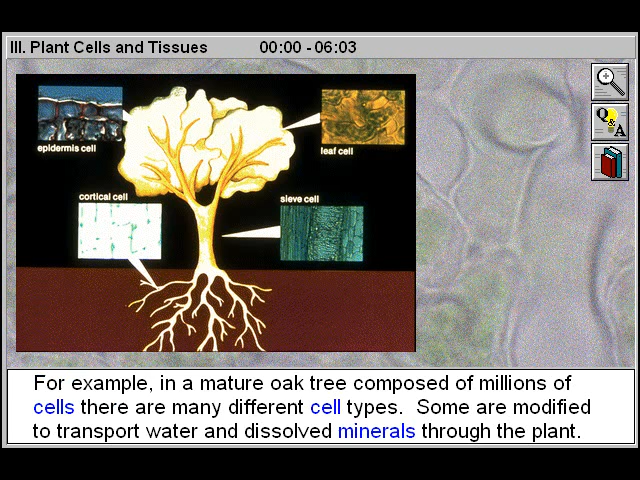 III. Plant Cells and Tissues 00:00 - 06:03
epidermis cell
leaf cell
cortical cell
sieve cell
Q&A
For example, in a mature oak tree composed of millions of
cells there are many different cell types. Some are modified
to transport water and dissolved minerals through the plant.